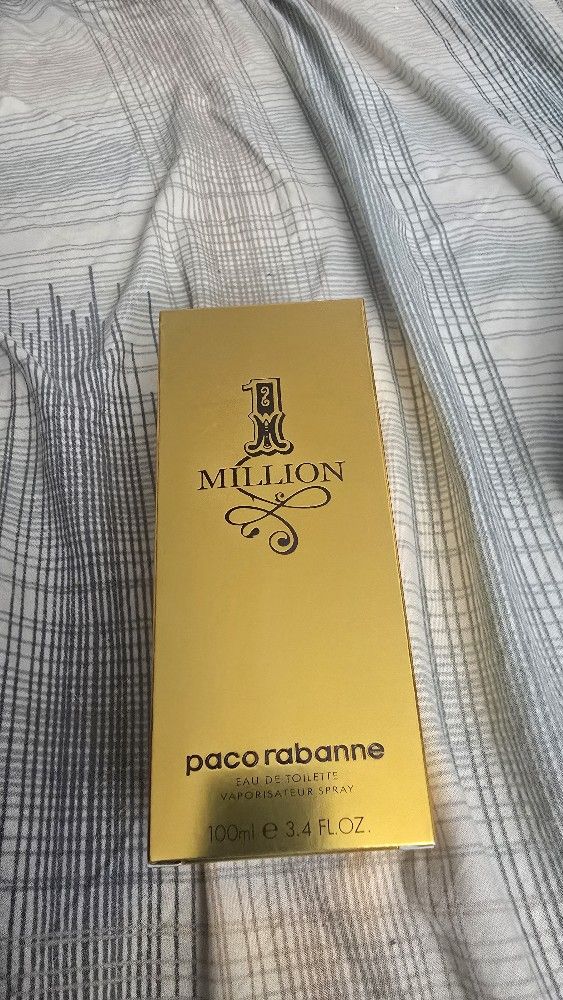 1
MILLION
paco rabanne
EAU DE TOILETTE
VAPORISATEUR SPRAY
100ml e 3.4 FL.OZ.